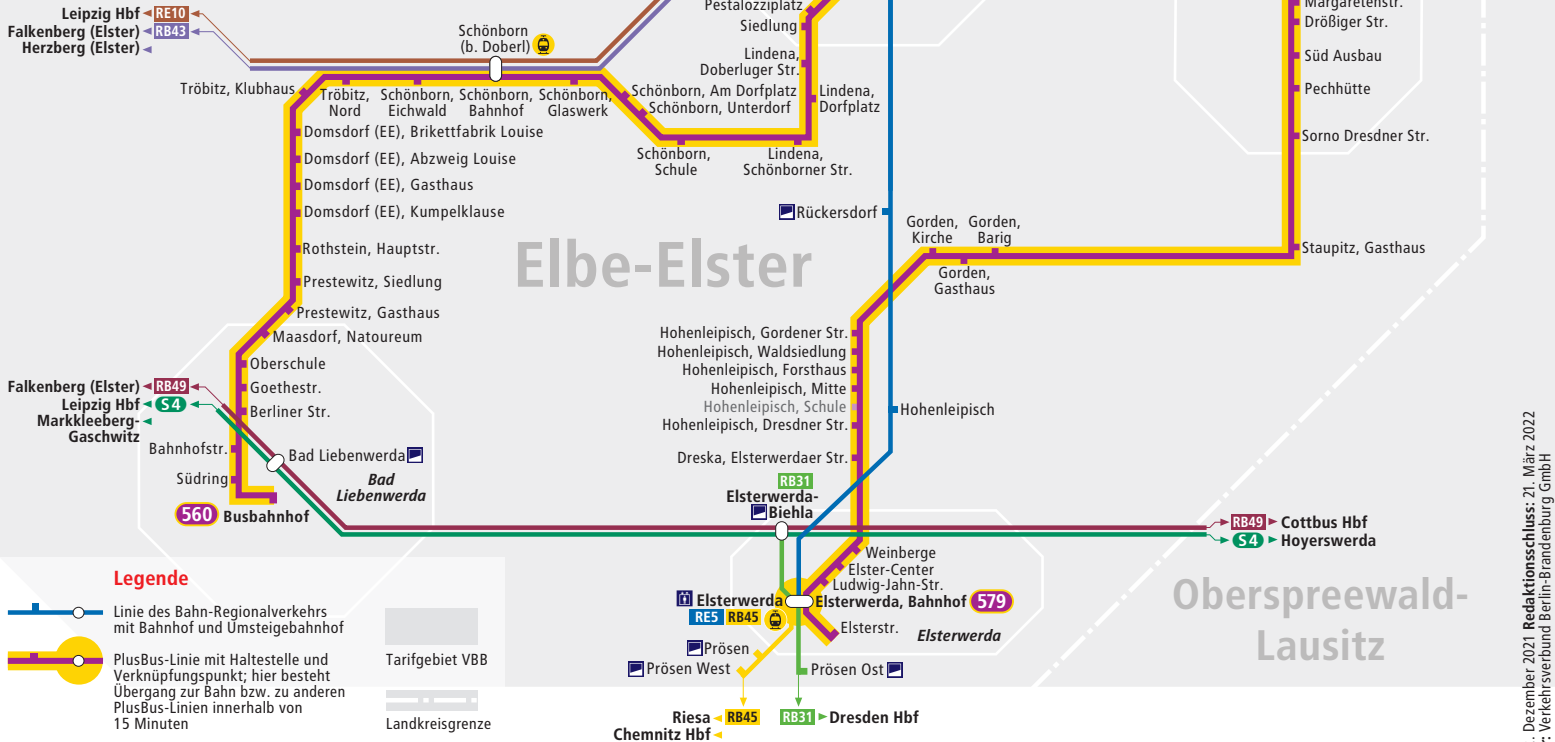 Leipzig Hbf RE10
Falkenberg (Elster) RB43
Herzberg (Elster)
Schönborn
(b. Doberl)
Pestalozziplatz
Siedlung
Lindena,
Doberluger Str.
Margaretenstr.
Drößiger Str.
Süd Ausbau
Pechhütte
Sorno Dresdner Str.
Staupitz, Gasthaus
Tröbitz, Klubhaus
Tröbitz,
Nord
Schönborn,
Eichwald
Schönborn,
Bahnhof
Schönborn,
Glaswerk
Schönborn, Am Dorfplatz
Schönborn, Unterdorf
Lindena,
Dorfplatz
Schönborn,
Schule
Lindena,
Schönborner Str.
Domsdorf (EE), Brikettfabrik Louise
Domsdorf (EE), Abzweig Louise
Domsdorf (EE), Gasthaus
Domsdorf (EE), Kumpelklause
Rothstein, Hauptstr.
Prestewitz, Siedlung
Prestewitz, Gasthaus
Maasdorf, Natoureum
Oberschule
Goethestr.
Berliner Str.
Bahnhofstr.
Südring
560 Busbahnhof
Elbe-Elster
Rückersdorf
Gorden,
Kirche
Gorden,
Barig
Gorden,
Gasthaus
Hohenleipisch, Gordener Str.
Hohenleipisch, Waldsiedlung
Hohenleipisch, Forsthaus
Hohenleipisch, Mitte
Hohenleipisch, Schule
Hohenleipisch, Dresdner Str.
Hohenleipisch
Dreska, Elsterwerdaer Str.
Falkenberg (Elster) RB49
Leipzig Hbf S4
Markkleeberg-
Gaschwitz
Bad Liebenwerda
Bad
Liebenwerda
RB31
Elsterwerda-
Biehla
RB49 Cottbus Hbf
S4 Hoyerswerda
Weinberge
Elster-Center
Ludwig-Jahn-Str.
Elsterwerda
RE5 RB45
Elsterwerda, Bahnhof 579
Elsterstr.
Elsterwerda
Prösen
Prösen West
Prösen Ost
Riesa RB45
Chemnitz Hbf
RB31 Dresden Hbf
Oberspreewald-
Lausitz
Legende
Linie des Bahn-Regionalverkehrs
mit Bahnhof und Umsteigebahnhof
PlusBus-Linie mit Haltestelle und
Verknüpfungspunkt; hier besteht
Übergang zur Bahn bzw. zu anderen
PlusBus-Linien innerhalb von
15 Minuten
Tarifgebiet VBB
Landkreisgrenze
Dezember 2021 Redaktionsschluss: 21. März 2022
Verkehrsverbund Berlin-Brandenburg GmbH